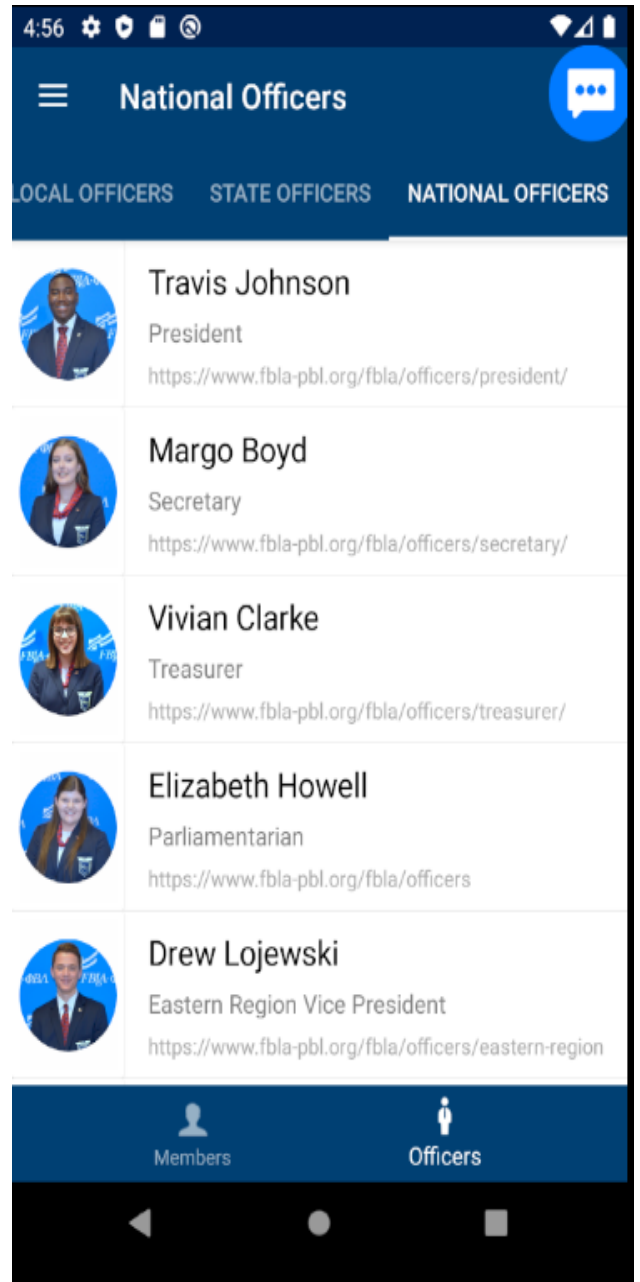 4:56
National Officers
LOCAL OFFICERS STATE OFFICERS NATIONAL OFFICERS
Travis Johnson
President
https://www.fbla-pbl.org/fbla/officers/president/
Margo Boyd
Secretary
https://www.fbla-pbl.org/fbla/officers/secretary/
Vivian Clarke
Treasurer
https://www.fbla-pbl.org/fbla/officers/treasurer/
Elizabeth Howell
Parliamentarian
https://www.fbla-pbl.org/fbla/officers
Drew Lojewski
Eastern Region Vice President
https://www.fbla-pbl.org/fbla/officers/eastern-region
Members Officers